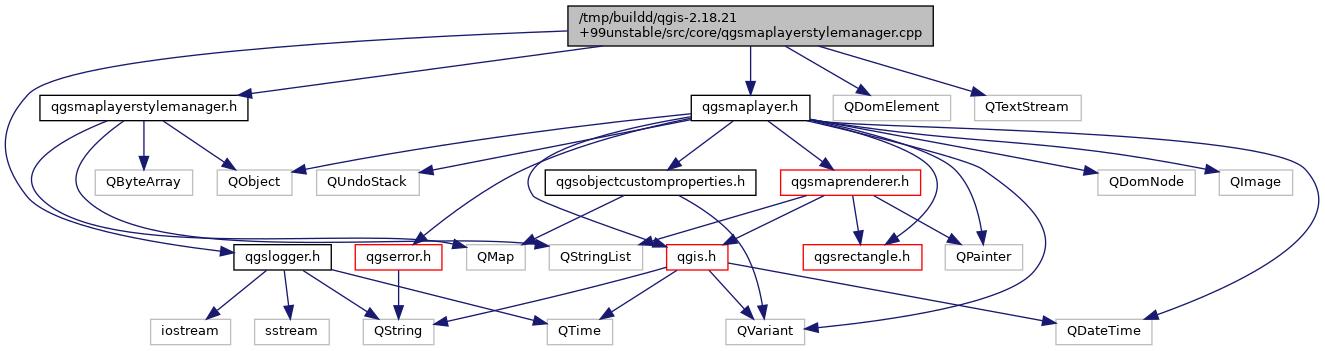 /tmp/buildd/qgis-2.18.21
+99unstable/src/core/qgsmaplayerstylemanager.cpp
qgsmaplayerstylemanager.h
qgsmaplayer.h
QDomElement
QTextStream
QByteArray
QObject
QUndoStack
qgsobjectcustomproperties.h
qgsmaprenderer.h
QDomNode
QImage
qgslogger.h
qgserror.h
QMap
QStringList
qgis.h
qgsrectangle.h
QPainter
iostream
sstream
QString
QTime
QVariant
QDateTime